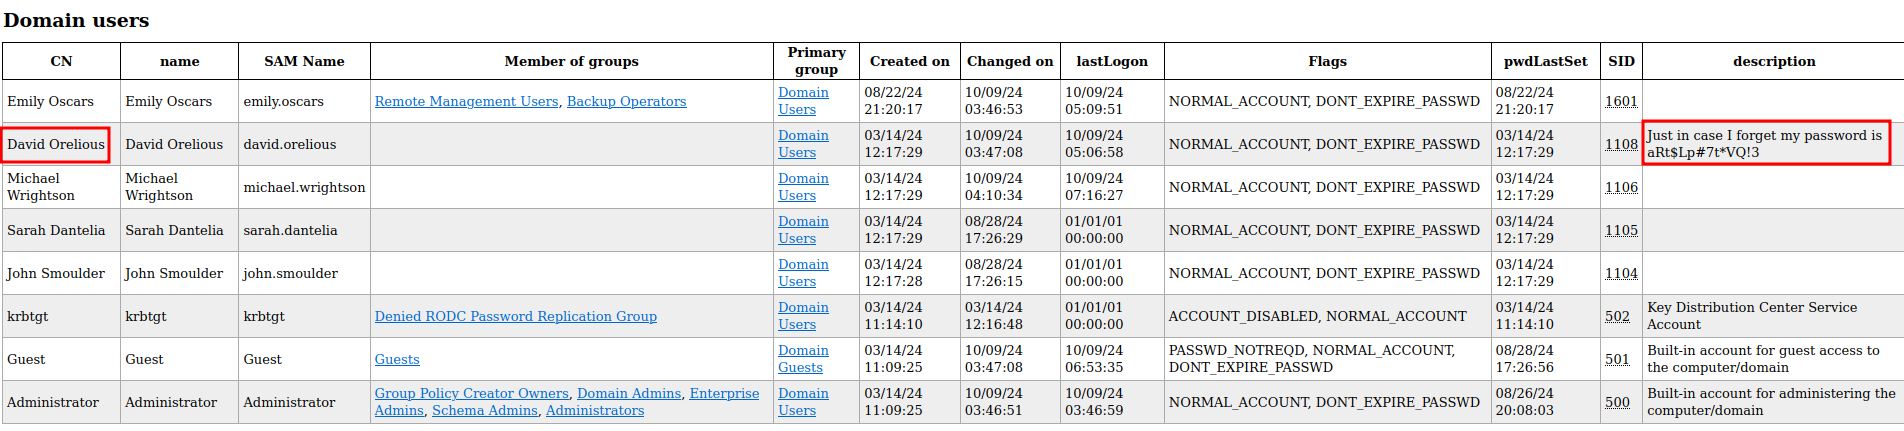 Domain users
CN name SAM Name Member of groups Primary group Created on Changed on lastLogon Flags pwdLastSet SID description
Emily Oscars Emily Oscars emily.oscars Remote Management Users, Backup Operators Domain Users 08/22/24 21:20:17 10/09/24 03:46:53 10/09/24 05:09:51 NORMAL_ACCOUNT, DONT_EXPIRE_PASSWD 08/22/24 21:20:17 1601
David Orelious David Orelious david.orelious Domain Users 03/14/24 12:17:29 10/09/24 03:47:08 10/09/24 05:06:58 NORMAL_ACCOUNT, DONT_EXPIRE_PASSWD 03/14/24 12:17:29 1108 Just in case I forget my password is aRt$Lp#7t*VQ!3
Michael Wrightson Michael Wrightson michael.wrightson Domain Users 03/14/24 12:17:29 10/09/24 04:10:34 10/09/24 07:16:27 NORMAL_ACCOUNT, DONT_EXPIRE_PASSWD 03/14/24 12:17:29 1106
Sarah Dantelia Sarah Dantelia sarah.dantelia Domain Users 03/14/24 12:17:29 08/28/24 17:26:29 01/01/01 00:00:00 NORMAL_ACCOUNT, DONT_EXPIRE_PASSWD 03/14/24 12:17:29 1105
John Smoulder John Smoulder john.smoulder Domain Users 03/14/24 12:17:28 08/28/24 17:26:15 01/01/01 00:00:00 NORMAL_ACCOUNT, DONT_EXPIRE_PASSWD 03/14/24 12:17:29 1104
krbtgt krbtgt krbtgt Denied RODC Password Replication Group Domain Users 03/14/24 11:14:10 03/14/24 12:16:48 01/01/01 00:00:00 ACCOUNT_DISABLED, NORMAL_ACCOUNT 03/14/24 11:14:10 502 Key Distribution Center Service Account
Guest Guest Guest Guests Domain Guests 03/14/24 11:09:25 10/09/24 03:47:08 10/09/24 06:53:35 PASSWD_NOTREQD, NORMAL_ACCOUNT, DONT_EXPIRE_PASSWD 08/28/24 17:26:56 501 Built-in account for guest access to the computer/domain
Administrator Administrator Administrator Group Policy Creator Owners, Domain Admins, Enterprise Admins, Schema Admins, Administrators Domain Users 03/14/24 11:09:25 10/09/24 03:46:51 10/09/24 03:46:59 NORMAL_ACCOUNT, DONT_EXPIRE_PASSWD 08/26/24 20:08:03 500 Built-in account for administering the computer/domain